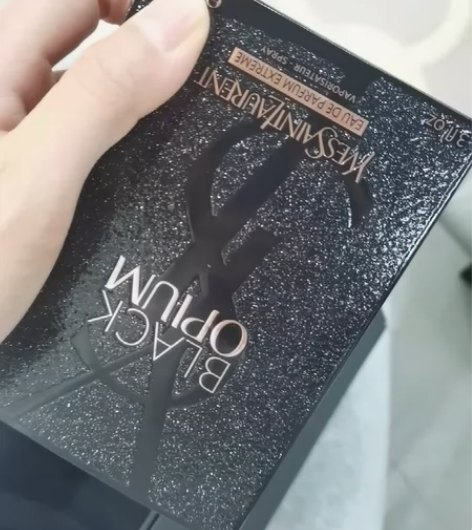 BLACK
OPIUM
YVESSAINTLAURENT
EAU DE PARFUM EXTREME
VAPORISATEUR SPRAY